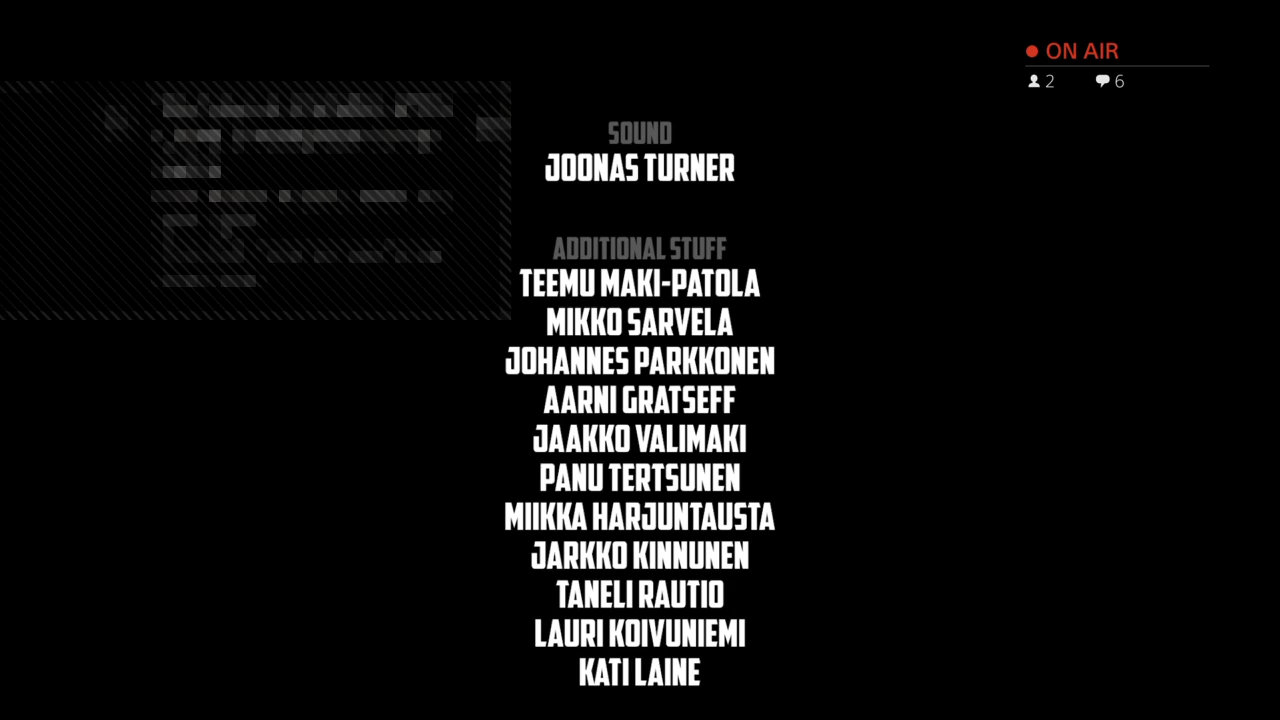 ON AIR
2 6
SOUND
JOONAS TURNER
ADDITIONAL STUFF
TEEMU MAKI-PATOLA
MIKKO SARVELA
JOHANNES PARKKONEN
AARNI GRATSEFF
JAAKKO VALIMAKI
PANU TERTSUNEN
MIIKKA HARJUNTAUSTA
JARKKO KINNUNEN
TANELI RAUTIO
LAURI KOIVUNIEMI
KATI LAINE